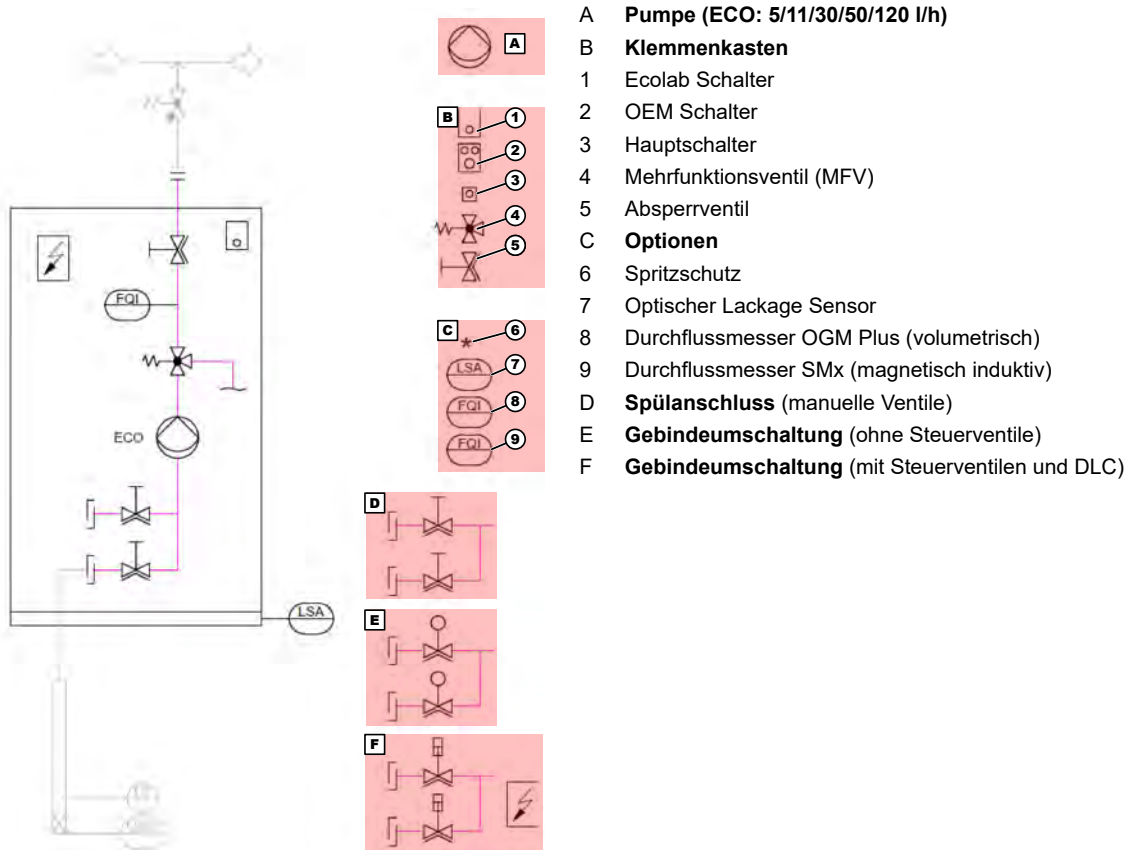 A Pumpe (ECO: 5/11/30/50/120 l/h)
B Klemmenkasten
1 Ecolab Schalter
2 OEM Schalter
3 Hauptschalter
4 Mehrfunktionsventil (MFV)
5 Absperrventil
C Optionen
6 Spritzschutz
7 Optischer Lackage Sensor
8 Durchflussmesser OGM Plus (volumetrisch)
9 Durchflussmesser SMx (magnetisch induktiv)
D Spülanschluss (manuelle Ventile)
E Gebindeumschaltung (ohne Steuerventile)
F Gebindeumschaltung (mit Steuerventilen und DLC)
A
B
1
2
3
4
5
C
* 6
LSA 7
FQI 8
FQI 9
D
E
F
FQI
ECO
LSA